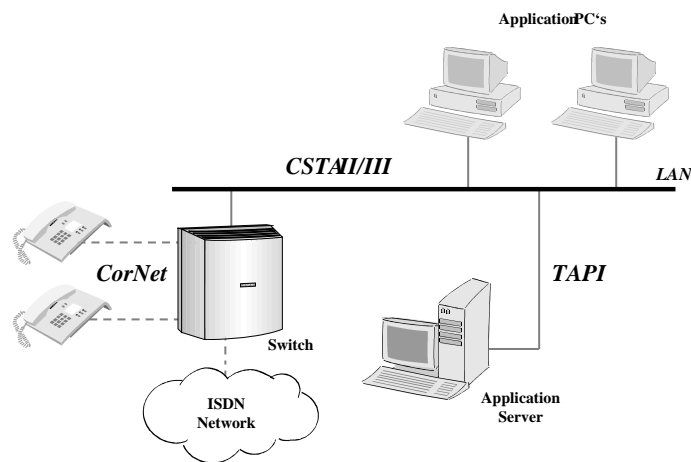 ApplicationPC‘s
CSTAII/III
LAN
CorNet
TAPI
Switch
ISDN
Network
Application
Server